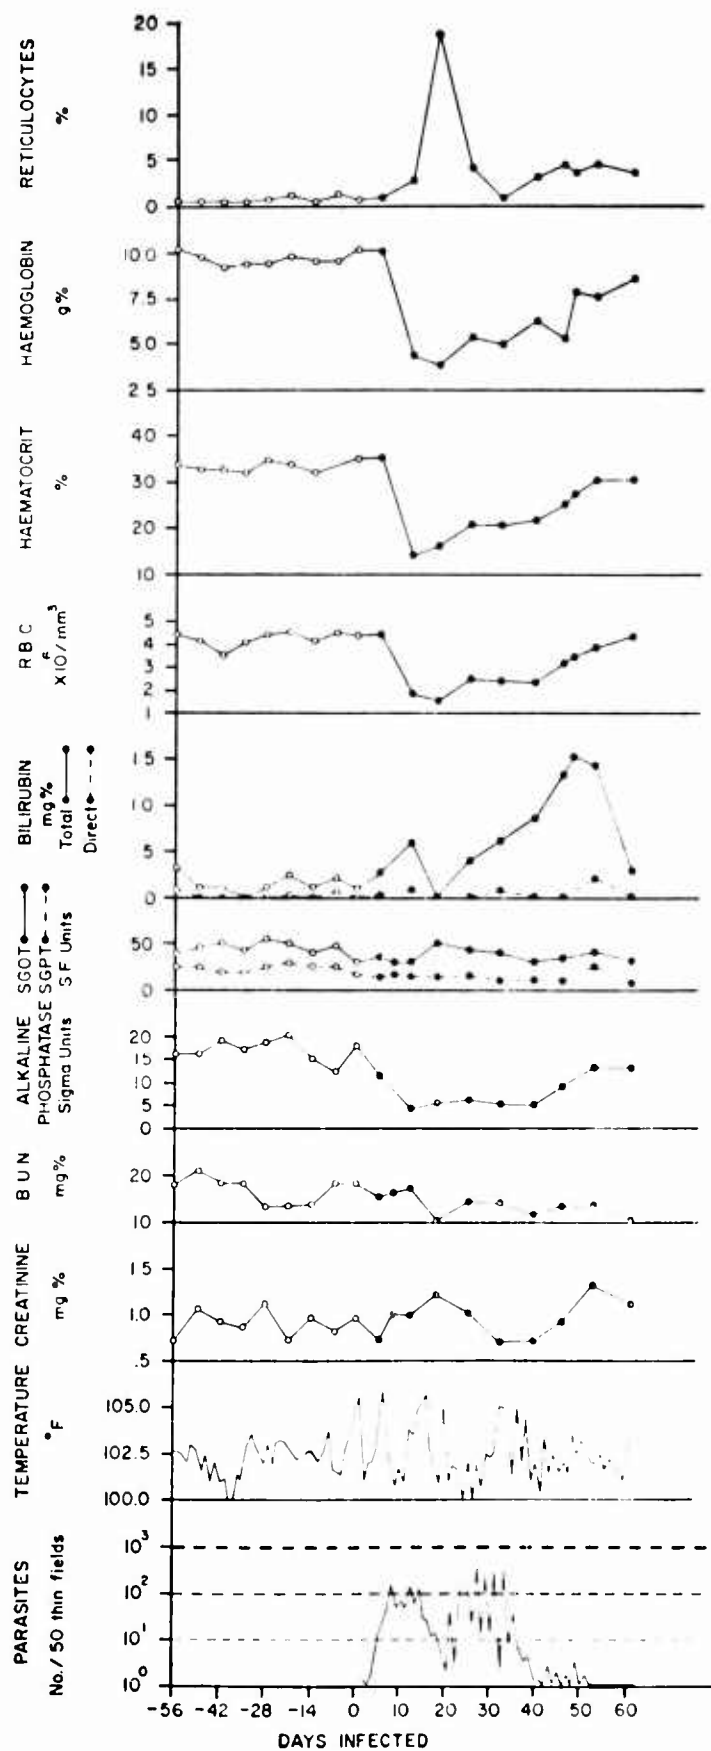 RETICULOCYTES
%
20
15
10
5
0
HAEMOGLOBIN
g%
10.0
7.5
5.0
2.5
HAEMATOCRIT
%
40
30
20
10
RBC
X10⁶/mm³
5
4
3
2
1
BILIRUBIN
mg%
Total
Direct
1.5
1.0
.5
0
SGOT
SGPT
S F Units
50
0
ALKALINE
PHOSPHATASE
Sigma Units
20
15
10
5
0
BUN
mg%
20
10
CREATININE
mg%
1.5
1.0
.5
TEMPERATURE
°F
105.0
102.5
100.0
PARASITES
No./50 thin fields
10³
10²
10¹
10⁰
-56 -42 -28 -14 0 10 20 30 40 50 60
DAYS INFECTED